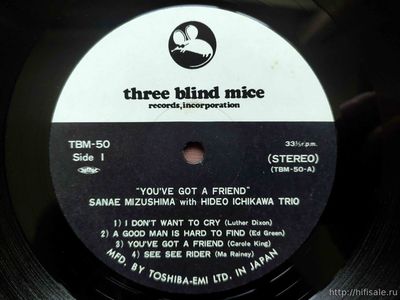 three blind mice
records, incorporation
TBM-50
33⅓ r.p.m.
Side 1
(STEREO)
(TBM-50-A)
"YOU'VE GOT A FRIEND"
SANAE MIZUSHIMA with HIDEO ICHIKAWA TRIO
1) I DON'T WANT TO CRY (Luther Dixon)
2) A GOOD MAN IS HARD TO FIND (Ed Green)
3) YOU'VE GOT A FRIEND (Carole King)
4) SEE SEE RIDER (Ma Rainey)
MFD. BY TOSHIBA-EMI LTD. IN JAPAN
https://hifisale.ru